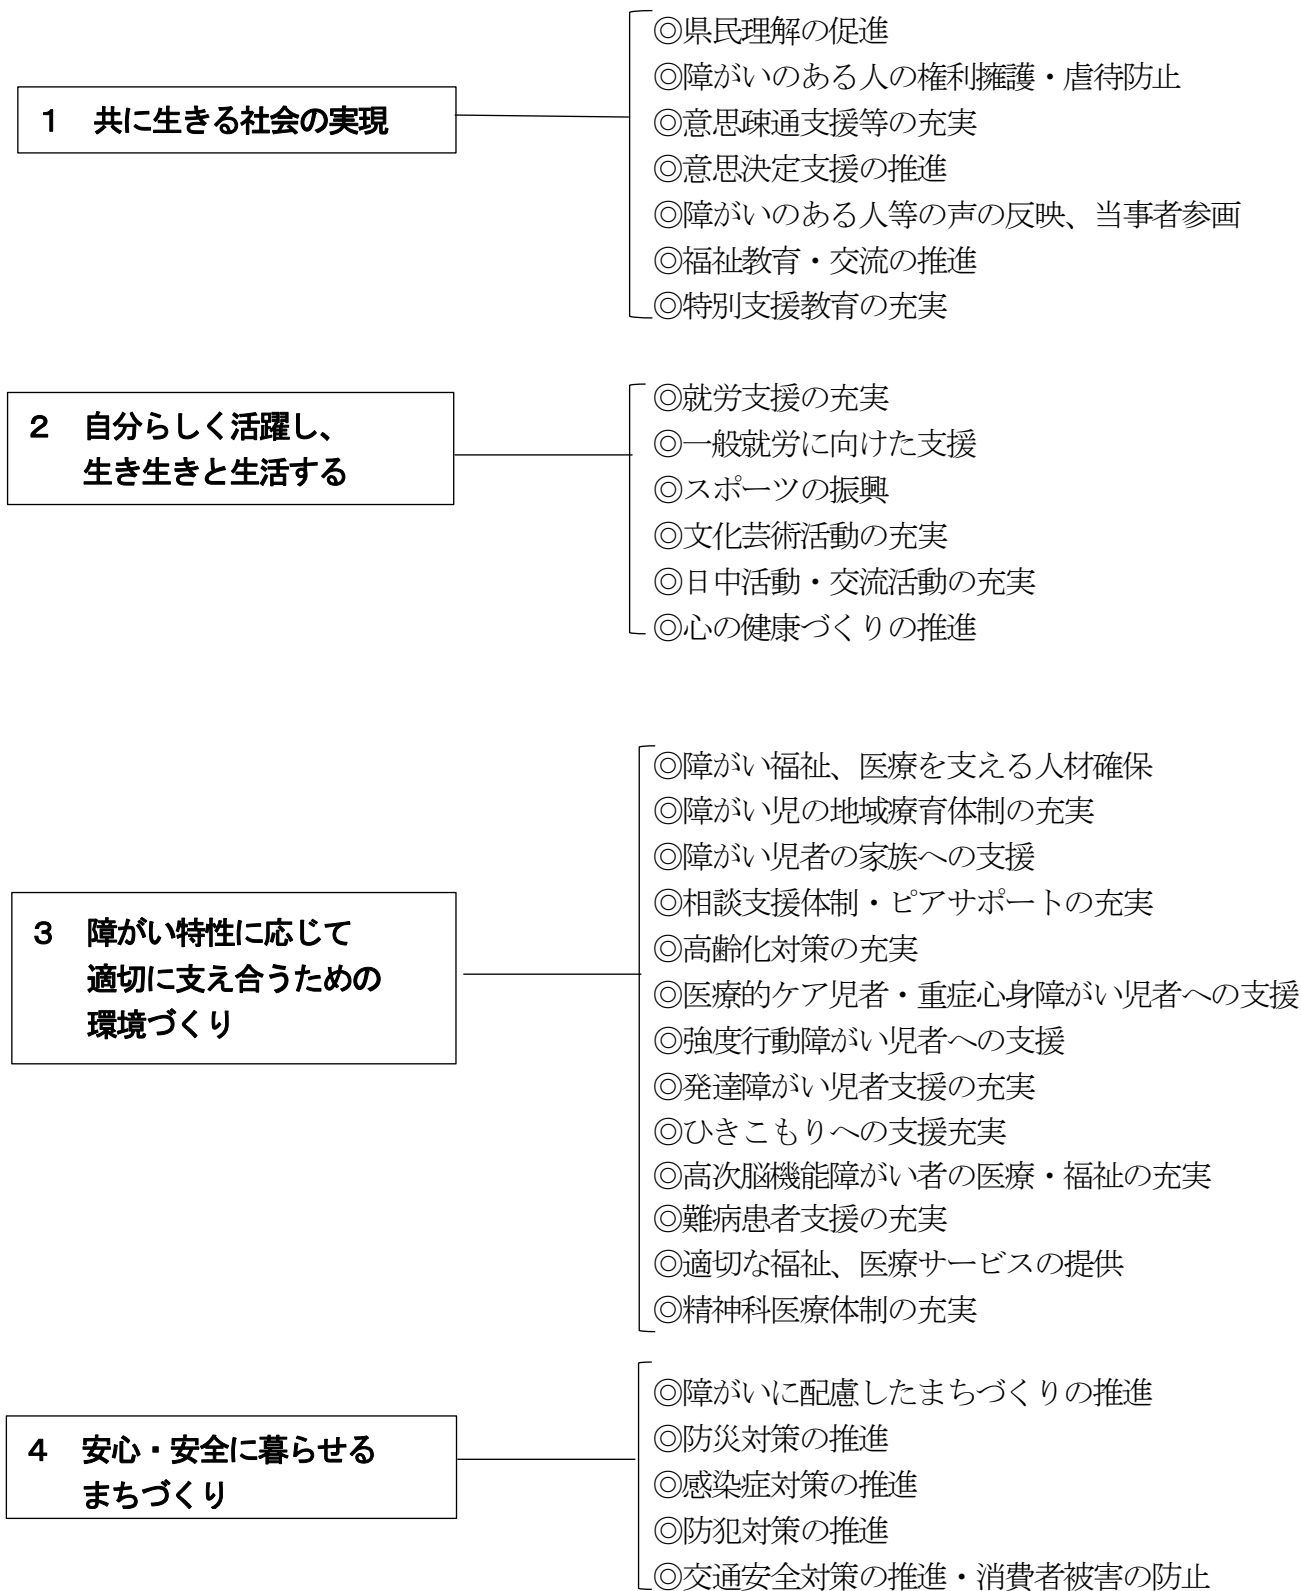 1　共に生きる社会の実現
◎県民理解の促進
◎障がいのある人の権利擁護・虐待防止
◎意思疎通支援等の充実
◎意思決定支援の推進
◎障がいのある人等の声の反映、当事者参画
◎福祉教育・交流の推進
◎特別支援教育の充実
2　自分らしく活躍し、
生き生きと生活する
◎就労支援の充実
◎一般就労に向けた支援
◎スポーツの振興
◎文化芸術活動の充実
◎日中活動・交流活動の充実
◎心の健康づくりの推進
3　障がい特性に応じて
適切に支え合うための
環境づくり
◎障がい福祉、医療を支える人材確保
◎障がい児の地域療育体制の充実
◎障がい児者の家族への支援
◎相談支援体制・ピアサポートの充実
◎高齢化対策の充実
◎医療的ケア児者・重症心身障がい児者への支援
◎強度行動障がい児者への支援
◎発達障がい児者支援の充実
◎ひきこもりへの支援充実
◎高次脳機能障がい者の医療・福祉の充実
◎難病患者支援の充実
◎適切な福祉、医療サービスの提供
◎精神科医療体制の充実
4　安心・安全に暮らせる
まちづくり
◎障がいに配慮したまちづくりの推進
◎防災対策の推進
◎感染症対策の推進
◎防犯対策の推進
◎交通安全対策の推進・消費者被害の防止